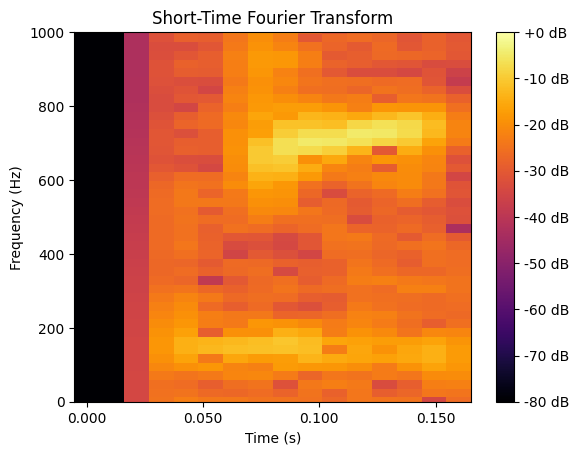 Short-Time Fourier Transform
Frequency (Hz)
1000
800
600
400
200
0
0.000
0.050
0.100
0.150
Time (s)
+0 dB
-10 dB
-20 dB
-30 dB
-40 dB
-50 dB
-60 dB
-70 dB
-80 dB